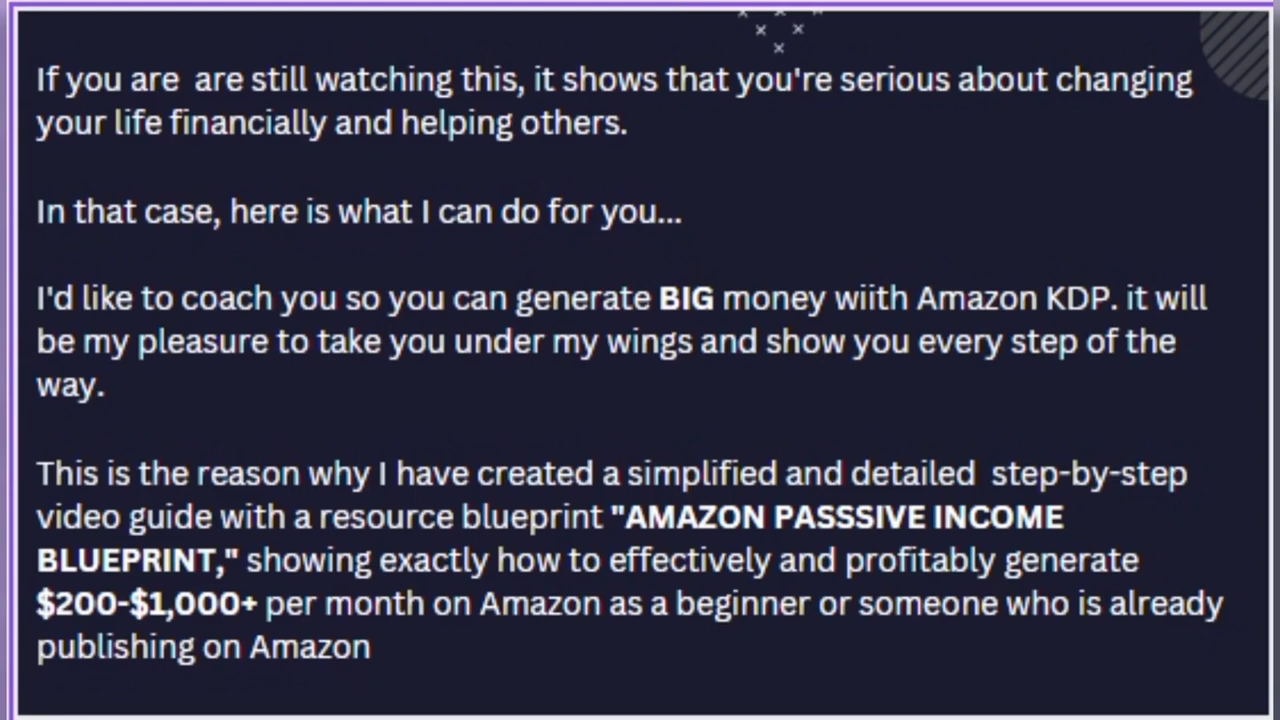 If you are  are still watching this, it shows that you're serious about changing
your life financially and helping others.
In that case, here is what I can do for you...
I'd like to coach you so you can generate BIG money wiith Amazon KDP. it will
be my pleasure to take you under my wings and show you every step of the
way.
This is the reason why I have created a simplified and detailed  step-by-step
video guide with a resource blueprint "AMAZON PASSSIVE INCOME
BLUEPRINT," showing exactly how to effectively and profitably generate
$200-$1,000+ per month on Amazon as a beginner or someone who is already
publishing on Amazon